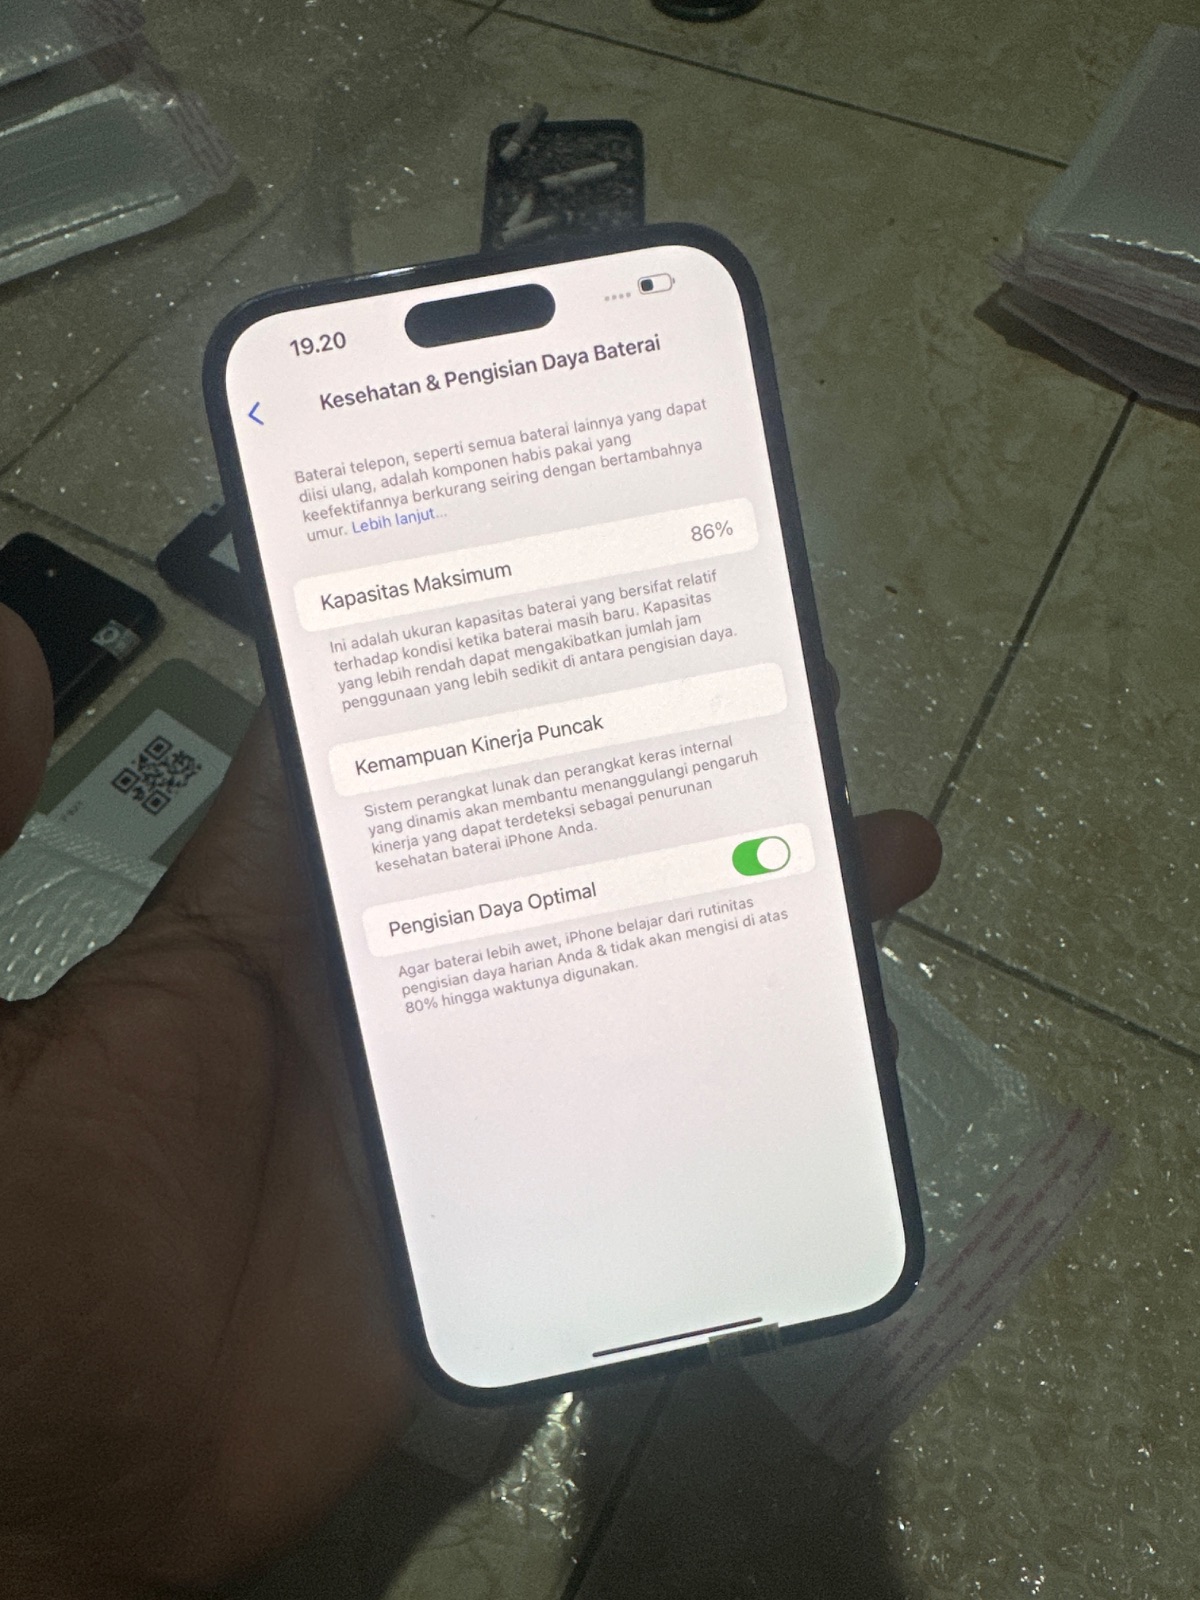 19.20
Kesehatan & Pengisian Daya Baterai
Baterai telepon, seperti semua baterai lainnya yang dapat
diisi ulang, adalah komponen habis pakai yang
keefektifannya berkurang seiring dengan bertambahnya
umur. Lebih lanjut...
Kapasitas Maksimum 86%
Ini adalah ukuran kapasitas baterai yang bersifat relatif
terhadap kondisi ketika baterai masih baru. Kapasitas
yang lebih rendah dapat mengakibatkan jumlah jam
penggunaan yang lebih sedikit di antara pengisian daya.
Kemampuan Kinerja Puncak
Sistem perangkat lunak dan perangkat keras internal
yang dinamis akan membantu menanggulangi pengaruh
kinerja yang dapat terdeteksi sebagai penurunan
kesehatan baterai iPhone Anda.
Pengisian Daya Optimal
Agar baterai lebih awet, iPhone belajar dari rutinitas
pengisian daya harian Anda & tidak akan mengisi di atas
80% hingga waktunya digunakan.